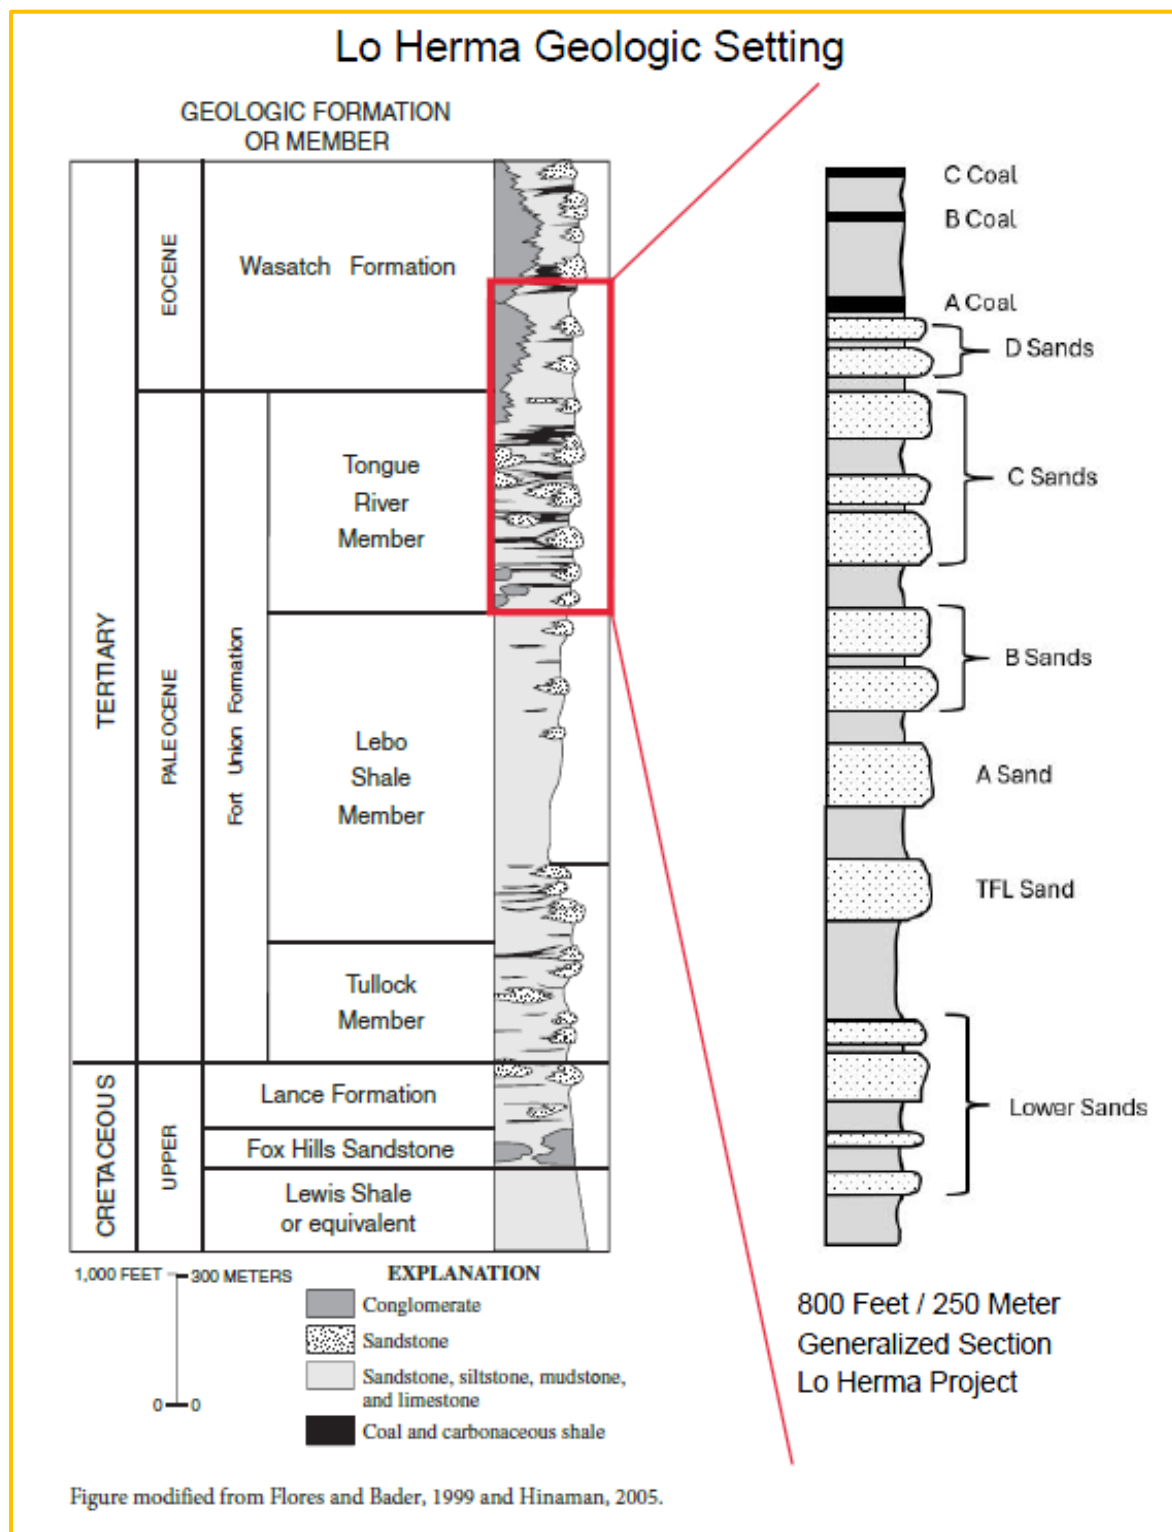 Lo Herma Geologic Setting
GEOLOGIC FORMATION
OR MEMBER
TERTIARY
EOCENE
Wasatch Formation
PALEOCENE
Fort Union Formation
Tongue
River
Member
Lebo
Shale
Member
Tullock
Member
CRETACEOUS
UPPER
Lance Formation
Fox Hills Sandstone
Lewis Shale
or equivalent
C Coal
B Coal
A Coal
D Sands
C Sands
B Sands
A Sand
TFL Sand
Lower Sands
1,000 FEET 300 METERS
0 0
EXPLANATION
Conglomerate
Sandstone
Sandstone, siltstone, mudstone,
and limestone
Coal and carbonaceous shale
800 Feet / 250 Meter
Generalized Section
Lo Herma Project
Figure modified from Flores and Bader, 1999 and Hinaman, 2005.